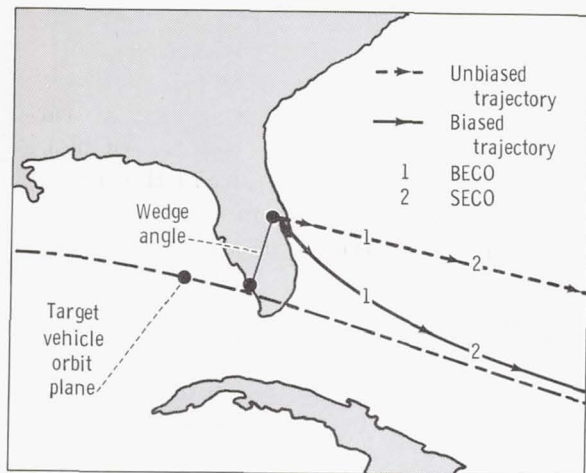 Unbiased
trajectory
Biased
trajectory
1 BECO
2 SECO
Wedge
angle
1
2
1
2
Target
vehicle
orbit
plane